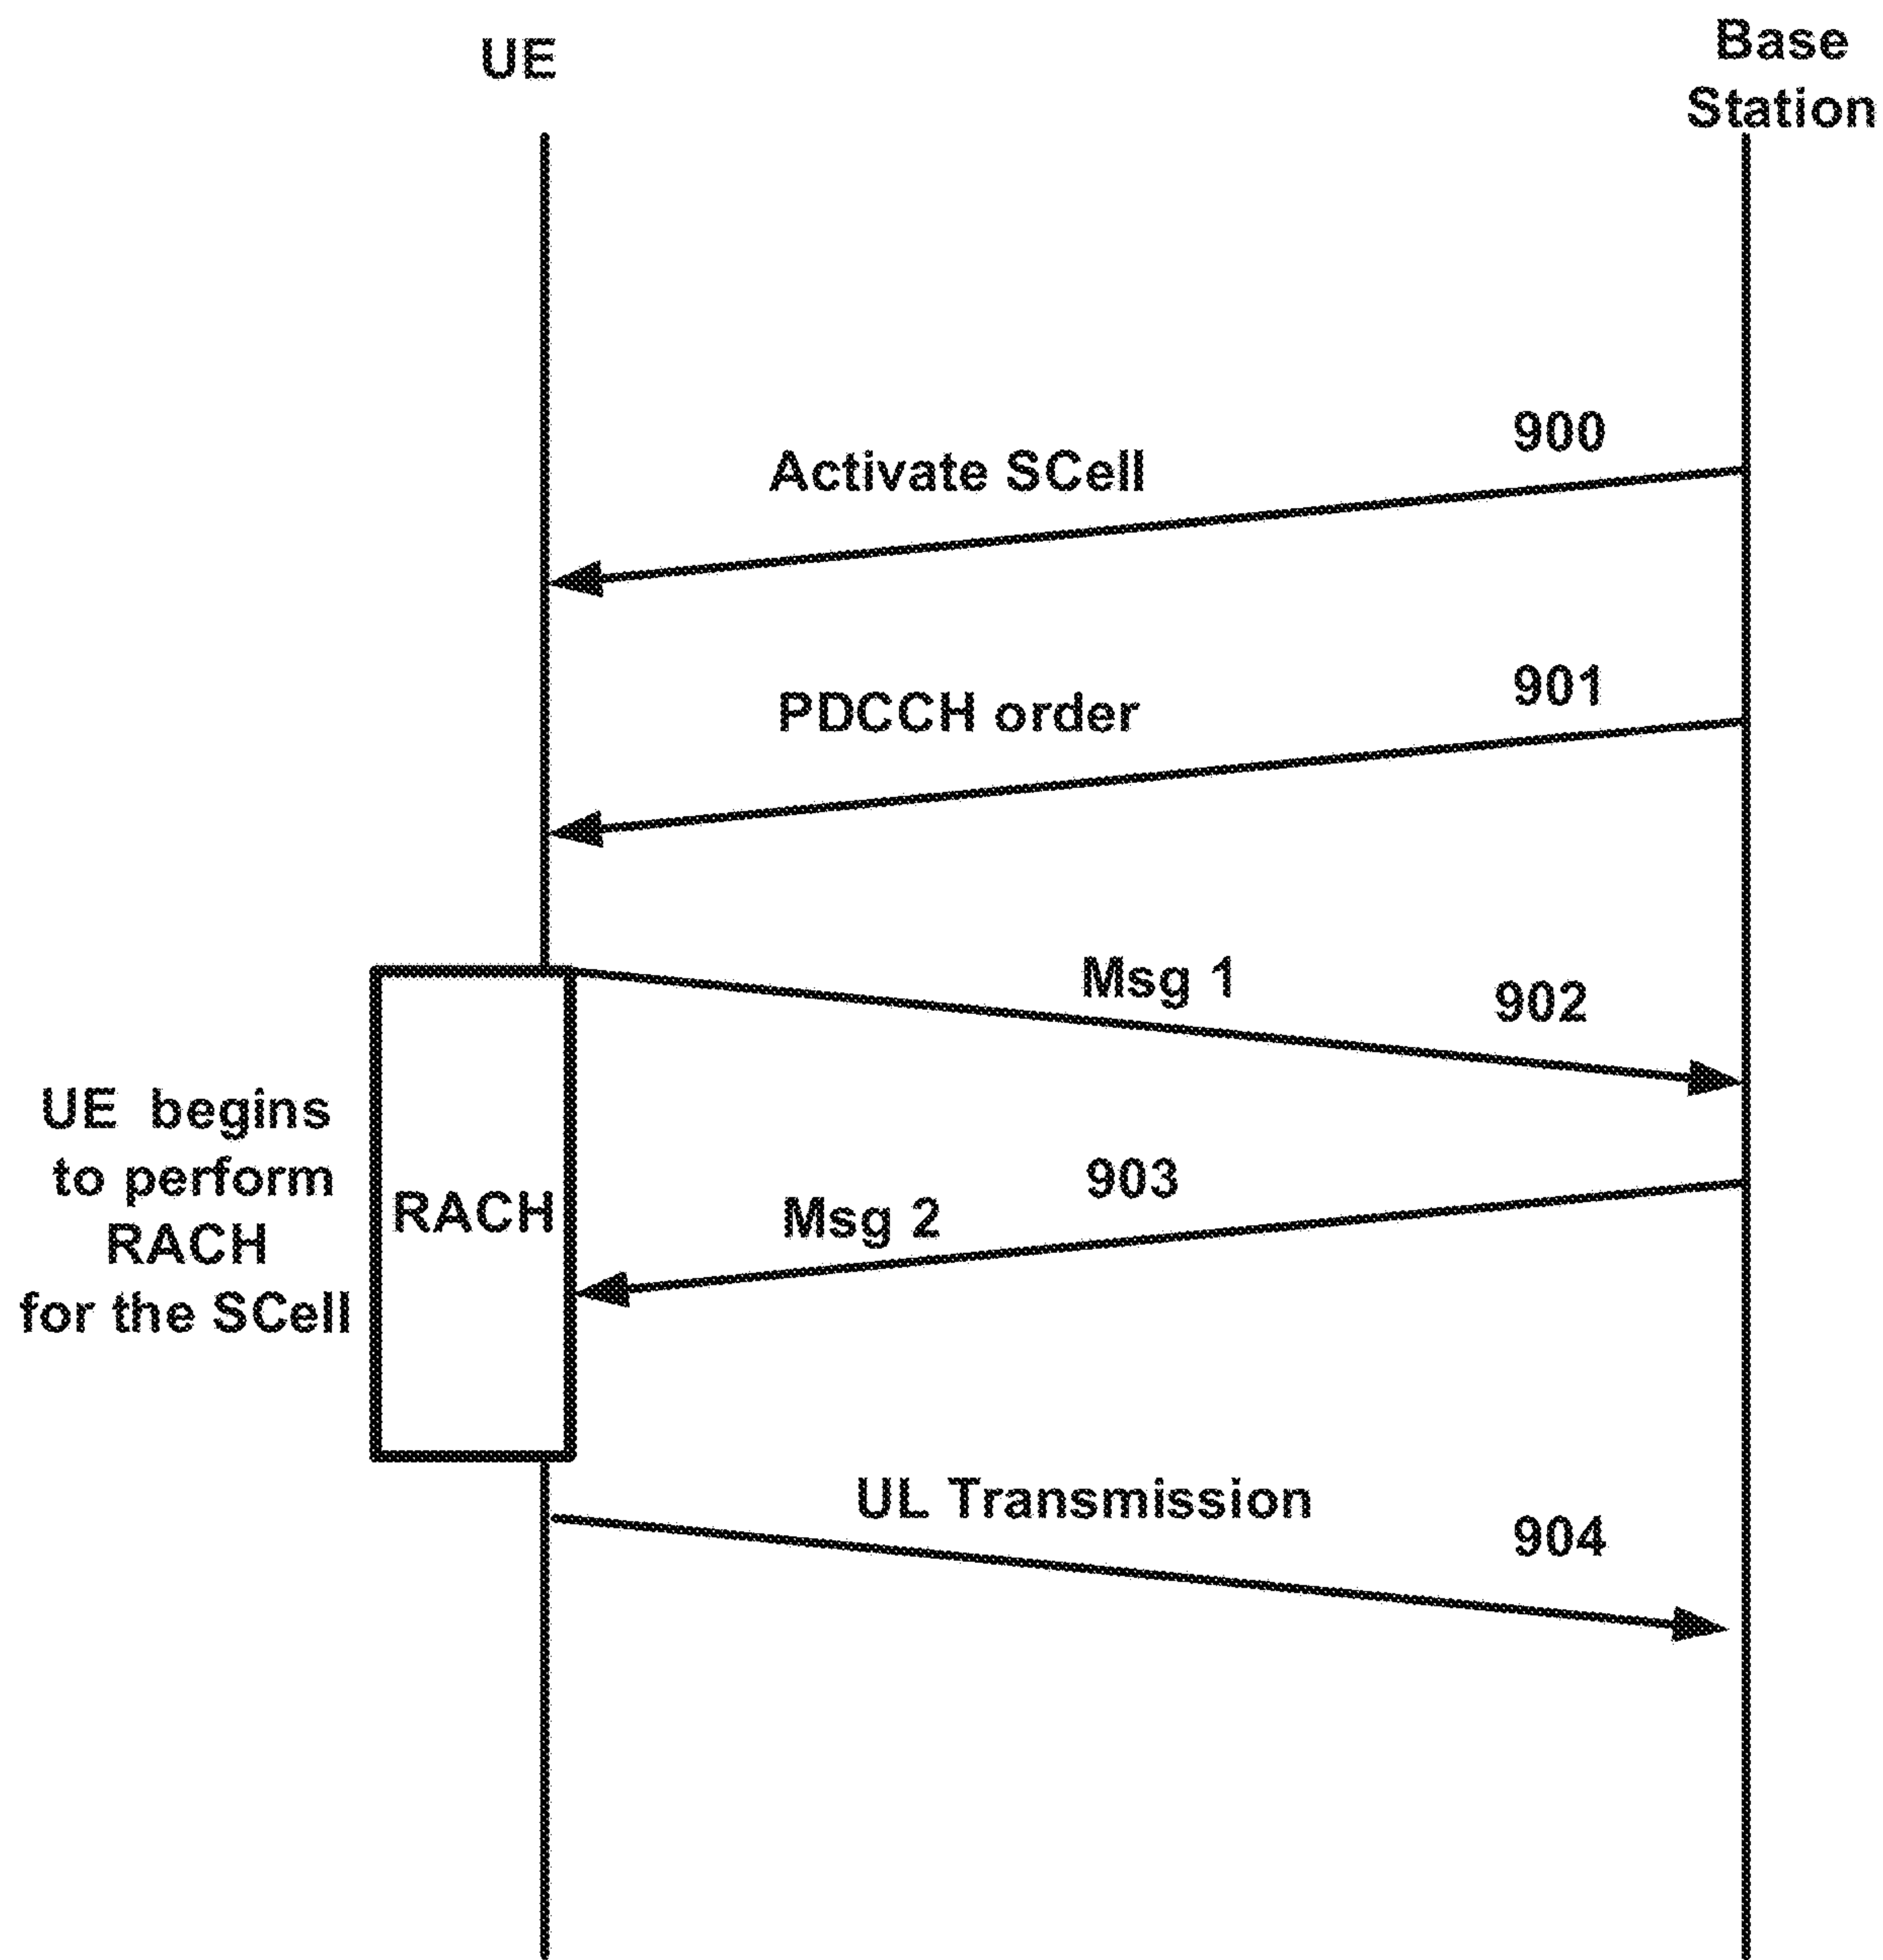 UE
Base
Station
900
Activate SCell
901
PDCCH order
Msg 1
902
UE begins
to perform
RACH
for the SCell
RACH
903
Msg 2
UL Transmission
904